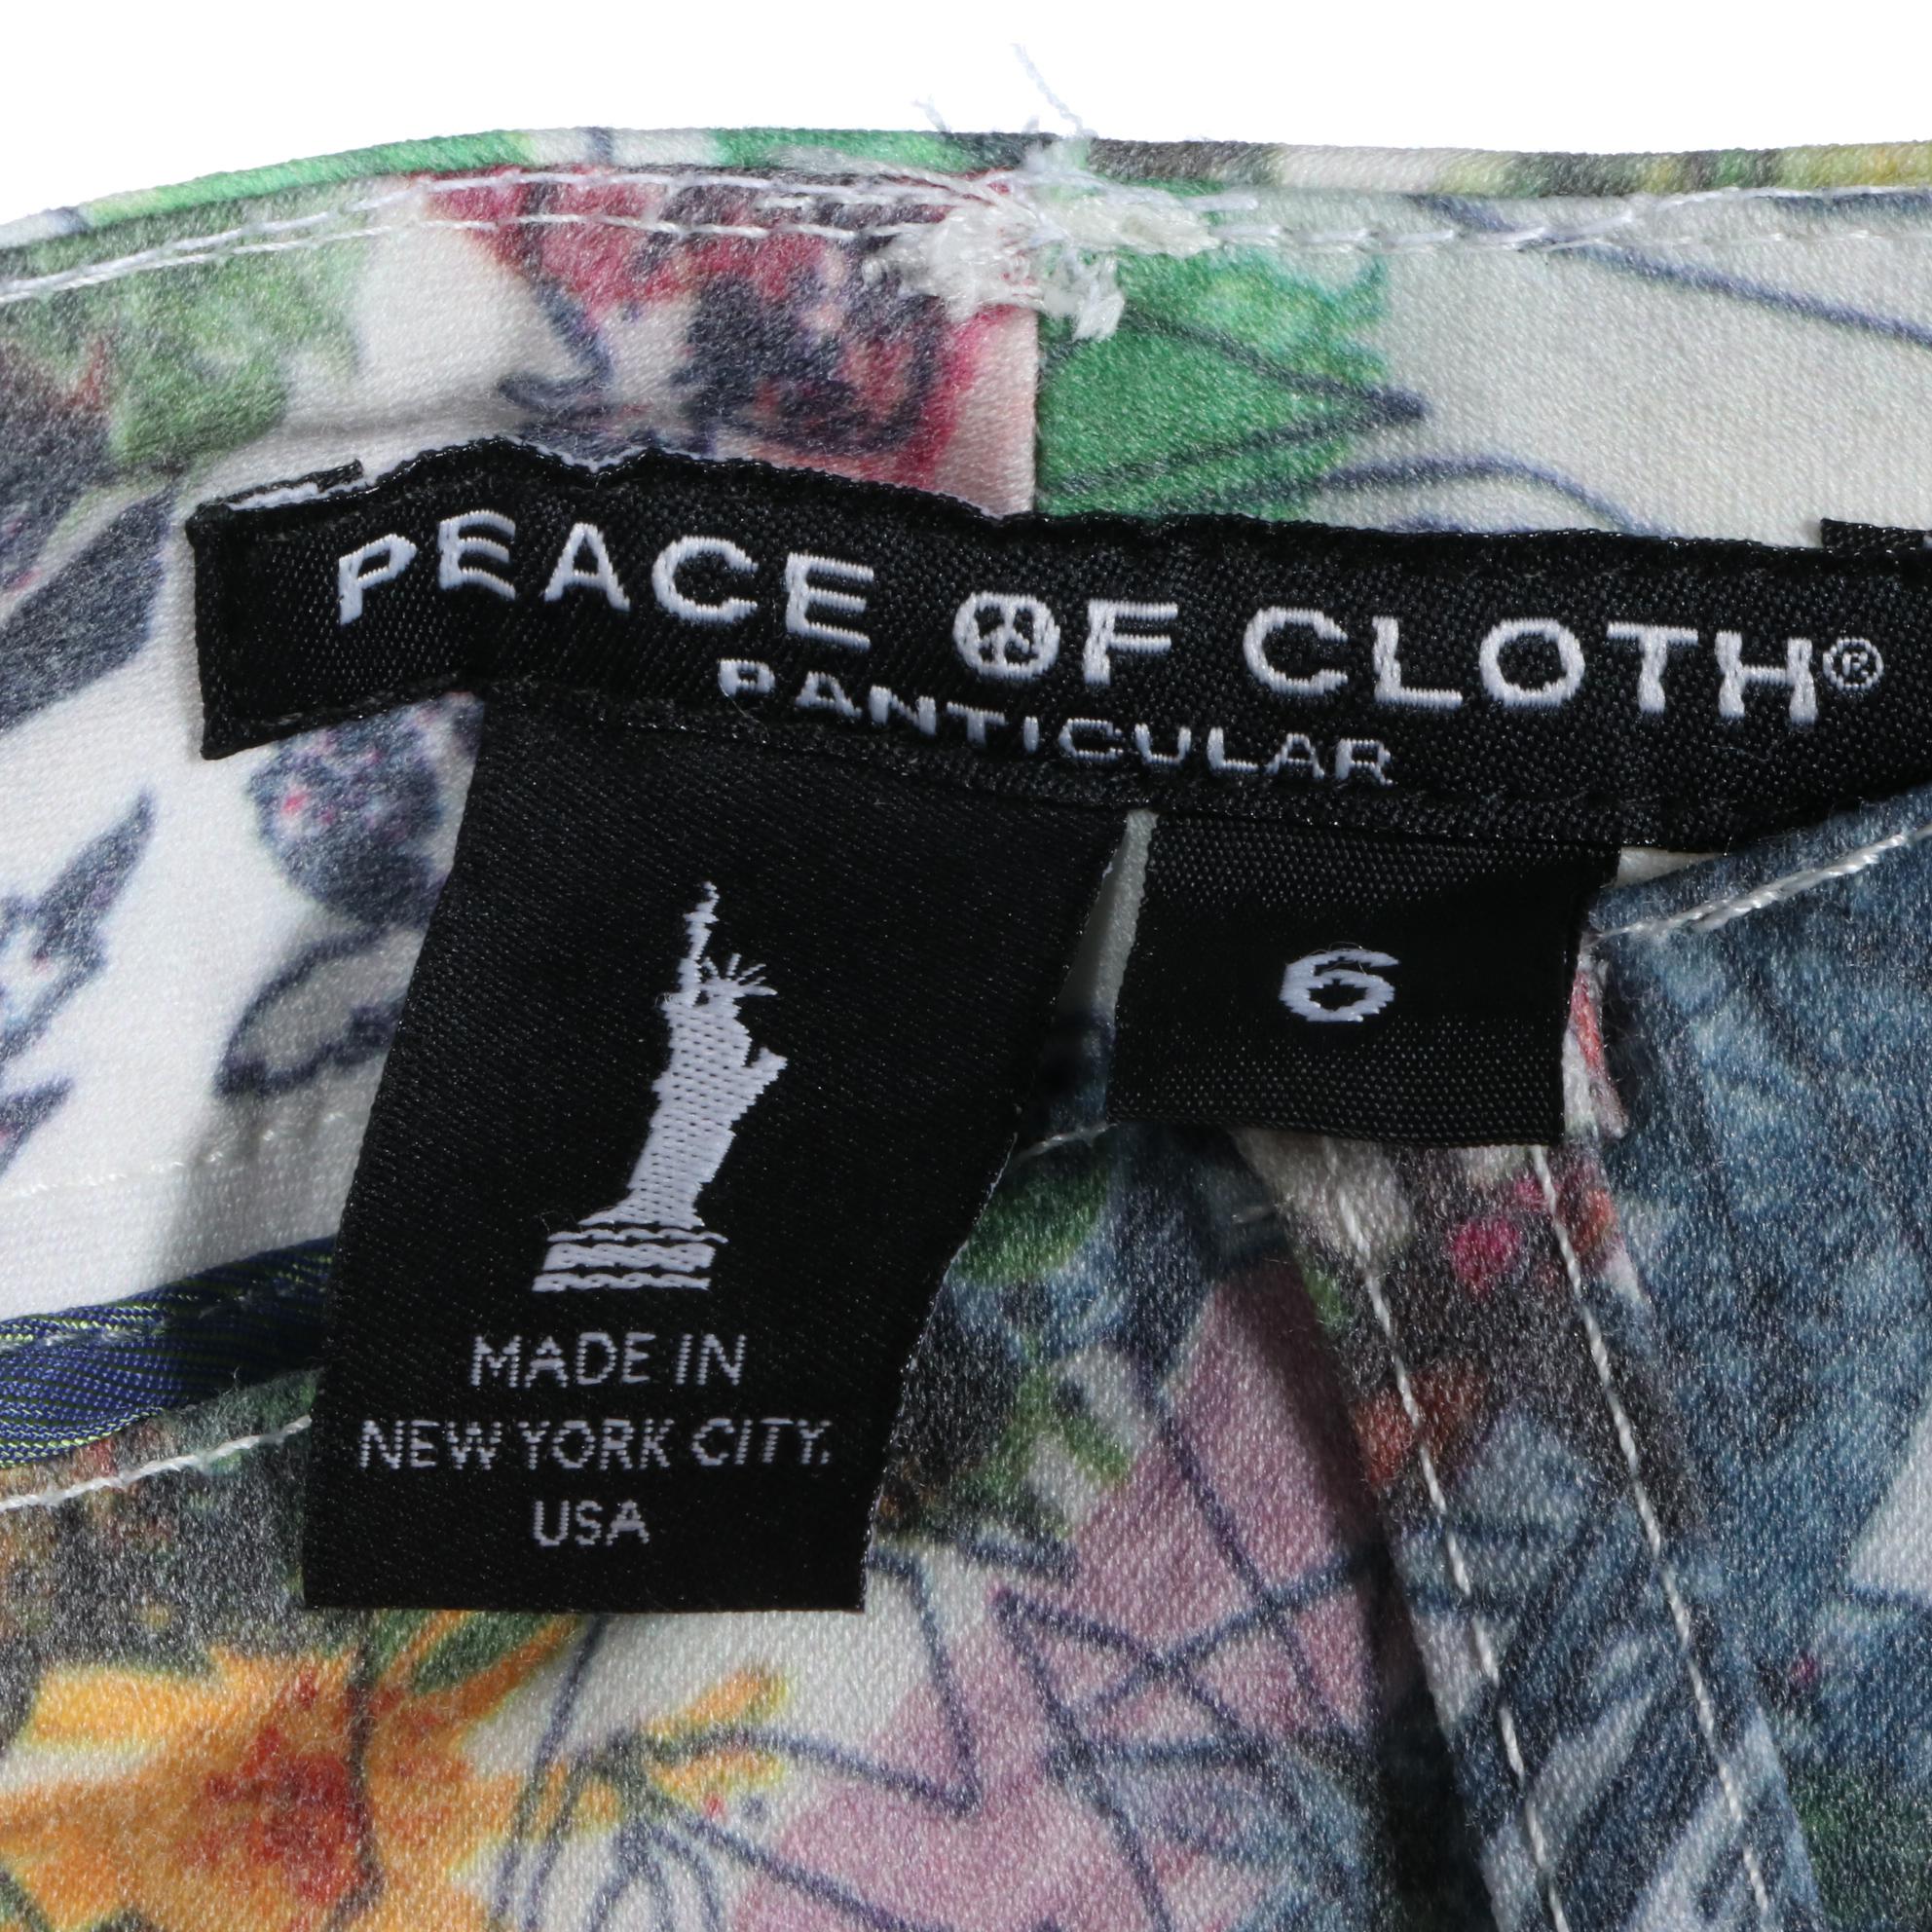 PEACE OF CLOTH®
PANTICULAR
6
MADE IN
NEW YORK CITY,
USA